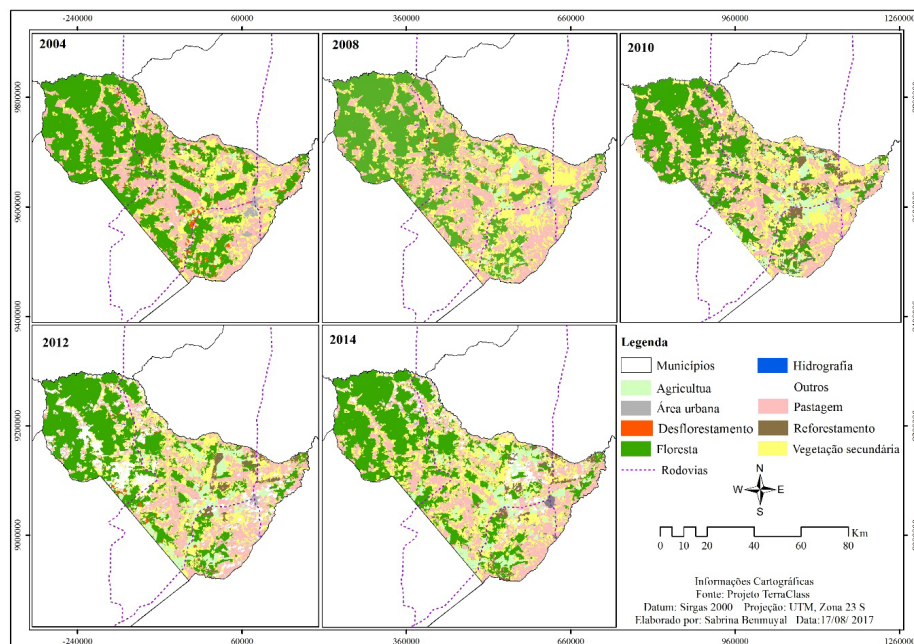 -240000 60000 360000 660000 960000 1260000
2004
2008
2010
9800000
9600000
9400000
2012
2014
Legenda
Municípios
Agricultua
Área urbana
Desflorestamento
Floresta
Rodovias
Hidrografia
Outros
Pastagem
Reforestamento
Vegetação secundária
N
W E
S
9200000
9000000
Km
0 5 10 20 40 60 80
Informações Cartográficas
Fonte: Projeto TerraClass
Datum: Sirgas 2000 Projeção: UTM, Zona 23 S
Elaborado por: Sabrina Benmuyal Data:17/08/ 2017
-240000 60000 360000 660000 960000 1260000